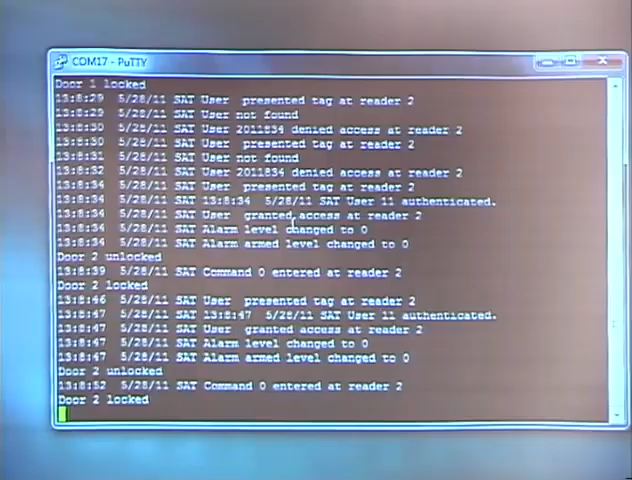 COM17 - PuTTY
Door 1 locked
13:8:29 5/28/11 SAT User presented tag at reader 2
13:8:29 5/28/11 SAT User not found
13:8:30 5/28/11 SAT User 2011834 denied access at reader 2
13:8:30 5/28/11 SAT User presented tag at reader 2
13:8:31 5/28/11 SAT User not found
13:8:32 5/28/11 SAT User 2011834 denied access at reader 2
13:8:34 5/28/11 SAT User presented tag at reader 2
13:8:34 5/28/11 SAT 13:8:34 5/28/11 SAT User 11 authenticated.
13:8:34 5/28/11 SAT User granted access at reader 2
13:8:34 5/28/11 SAT Alarm level changed to 0
13:8:34 5/28/11 SAT Alarm armed level changed to 0
Door 2 unlocked
13:8:39 5/28/11 SAT Command 0 entered at reader 2
Door 2 locked
13:8:46 5/28/11 SAT User presented tag at reader 2
13:8:47 5/28/11 SAT 13:8:47 5/28/11 SAT User 11 authenticated.
13:8:47 5/28/11 SAT User granted access at reader 2
13:8:47 5/28/11 SAT Alarm level changed to 0
13:8:47 5/28/11 SAT Alarm armed level changed to 0
Door 2 unlocked
13:8:52 5/28/11 SAT Command 0 entered at reader 2
Door 2 locked